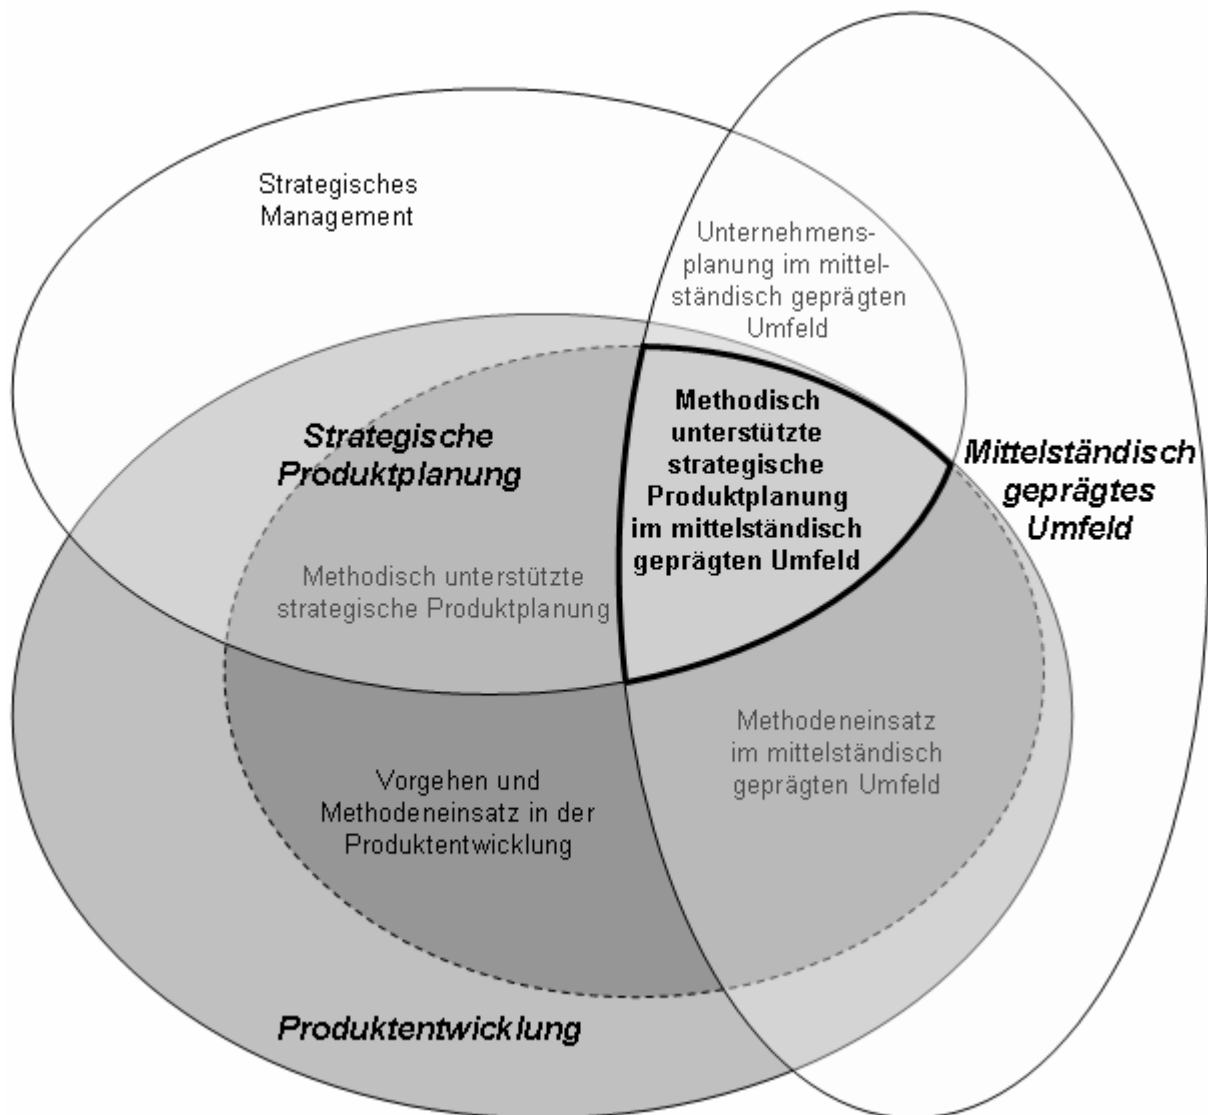 Strategisches
Management
Unternehmens-
planung im mittel-
ständisch geprägten
Umfeld
Strategische
Produktplanung
Methodisch
unterstützte
strategische
Produktplanung
im mittelständisch
geprägten Umfeld
Mittelständisch
geprägtes
Umfeld
Methodisch unterstützte
strategische Produktplanung
Methodeneinsatz
im mittelständisch
geprägten Umfeld
Vorgehen und
Methodeneinsatz in der
Produktentwicklung
Produktentwicklung